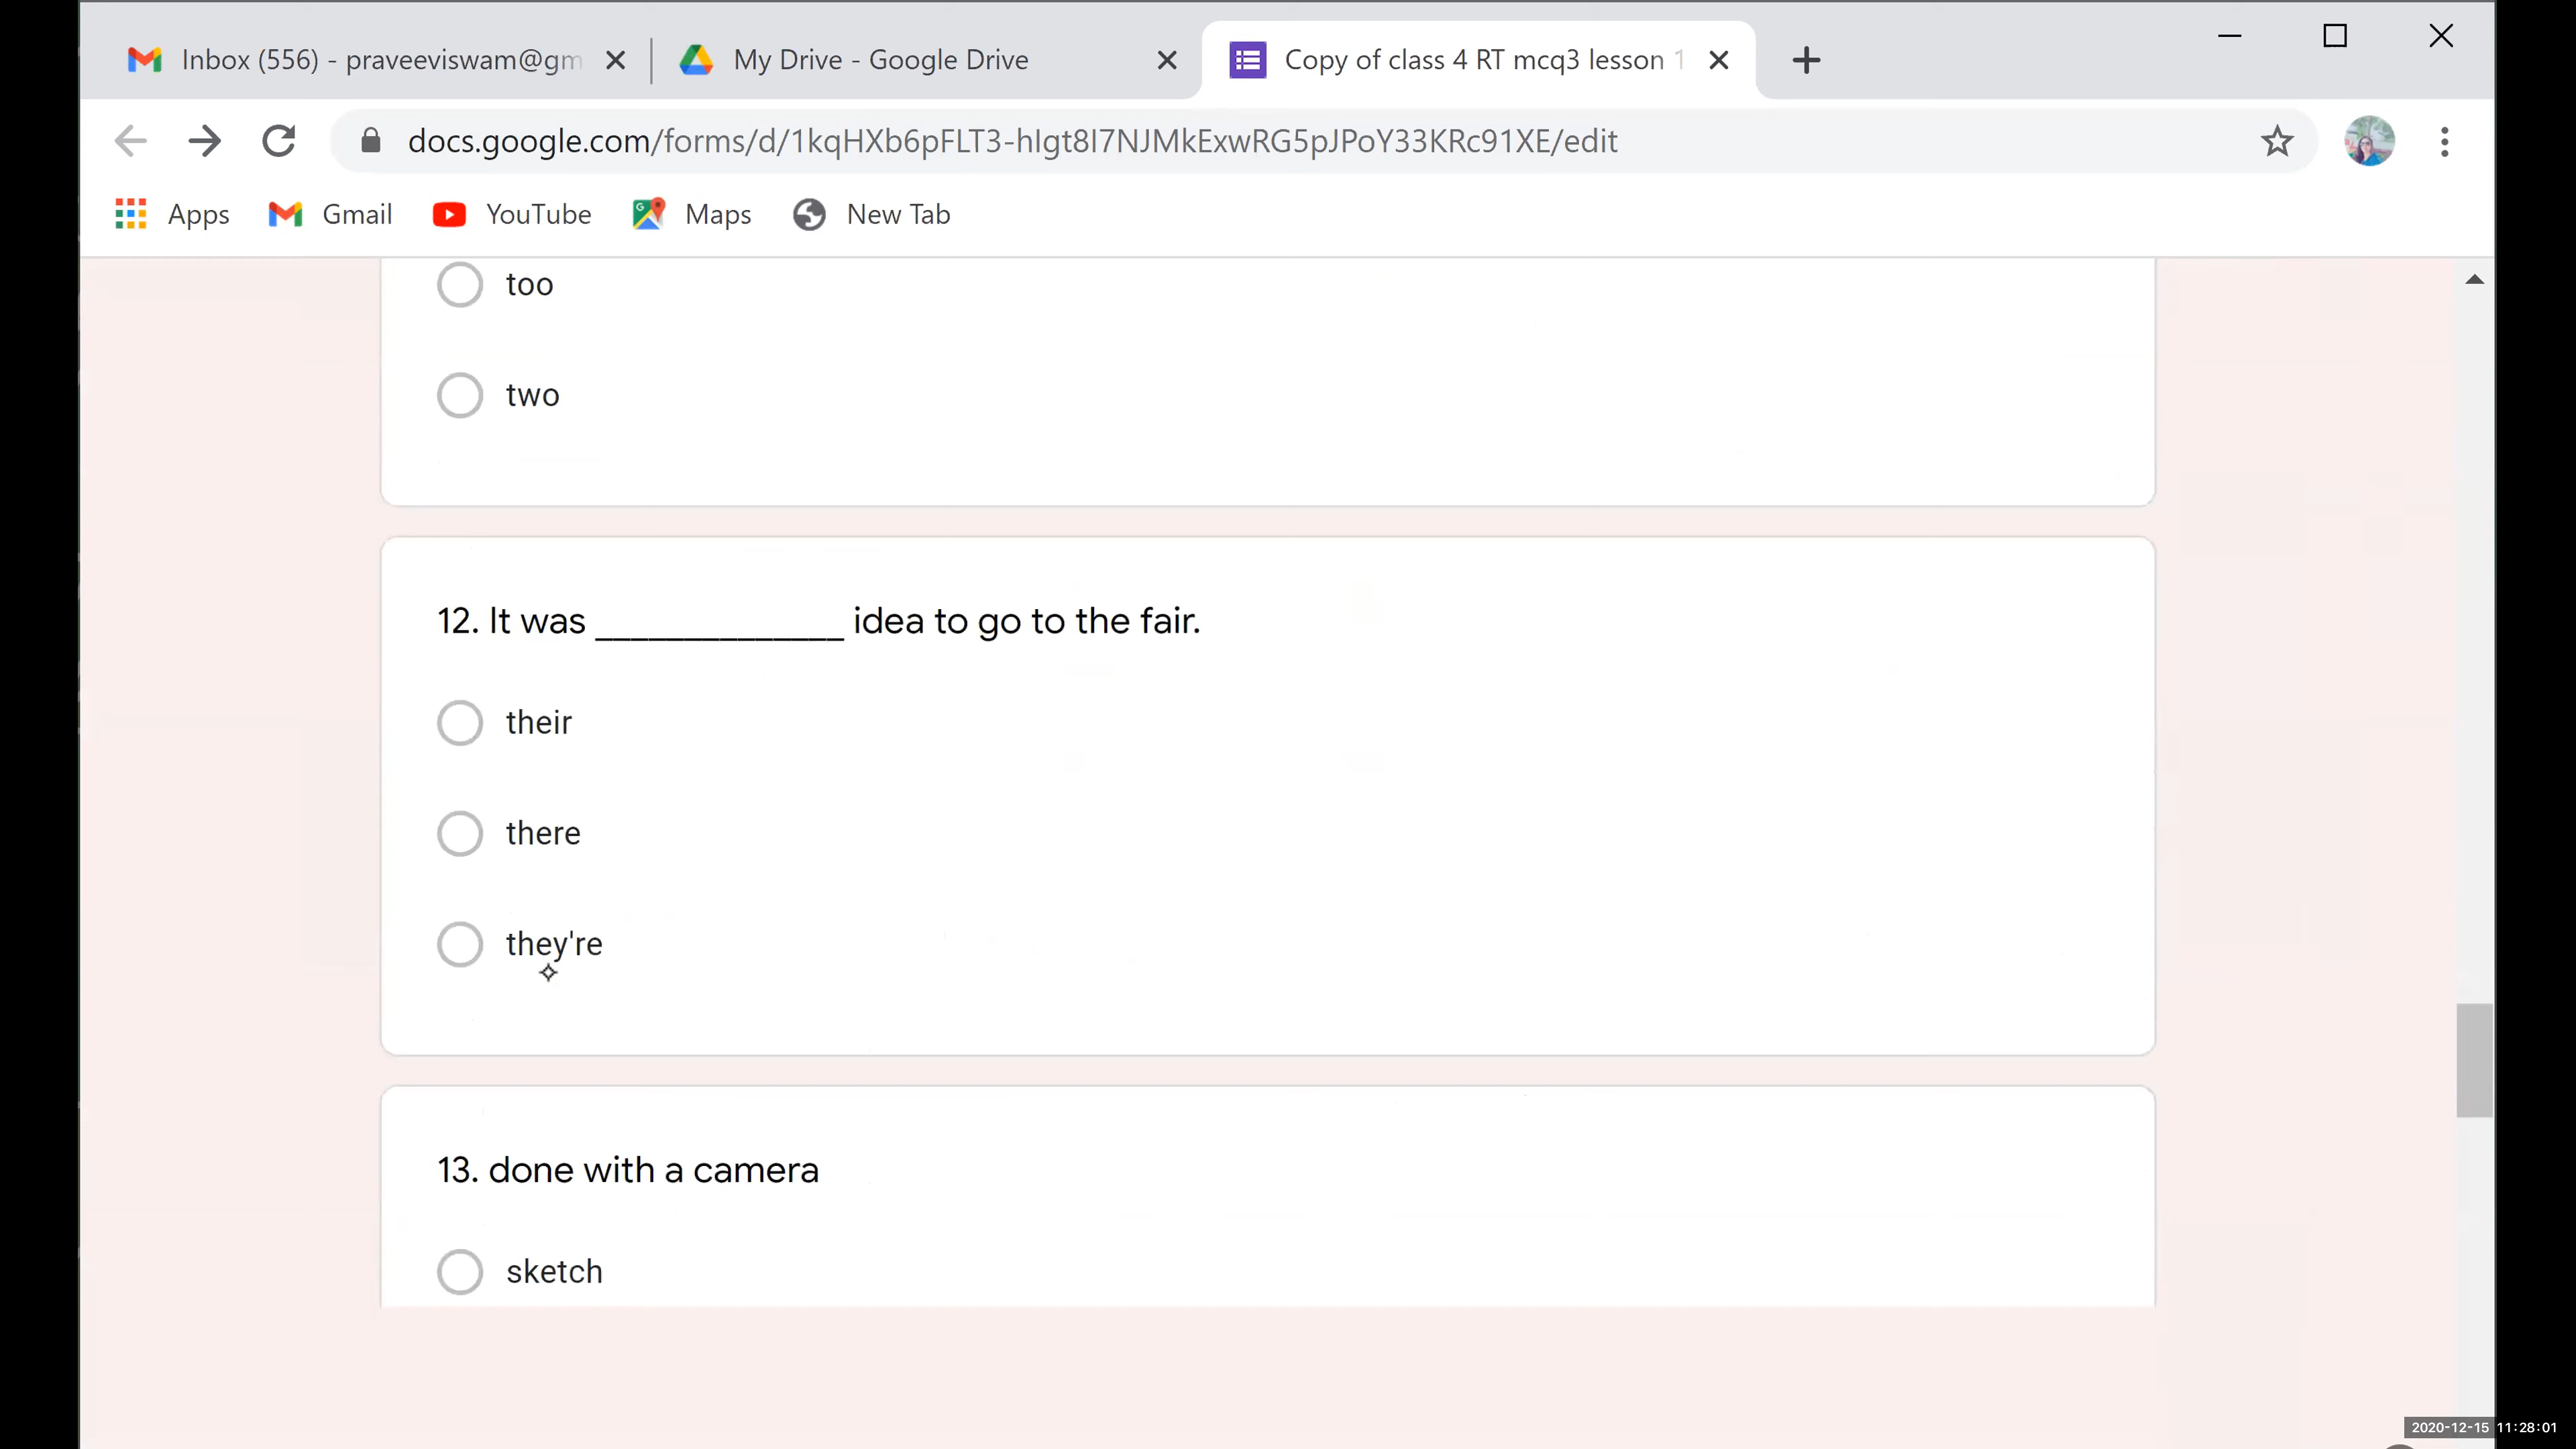 Inbox (556) - praveeviswam@gm
My Drive - Google Drive
Copy of class 4 RT mcq3 lesson 1
docs.google.com/forms/d/1kqHXb6pFLT3-hIgt8I7NJMkExwRG5pJPoY33KRc91XE/edit
Apps
Gmail
YouTube
Maps
New Tab
too
two
12. It was ______________ idea to go to the fair.
their
there
they're
13. done with a camera
sketch
2020-12-15 11:28:01